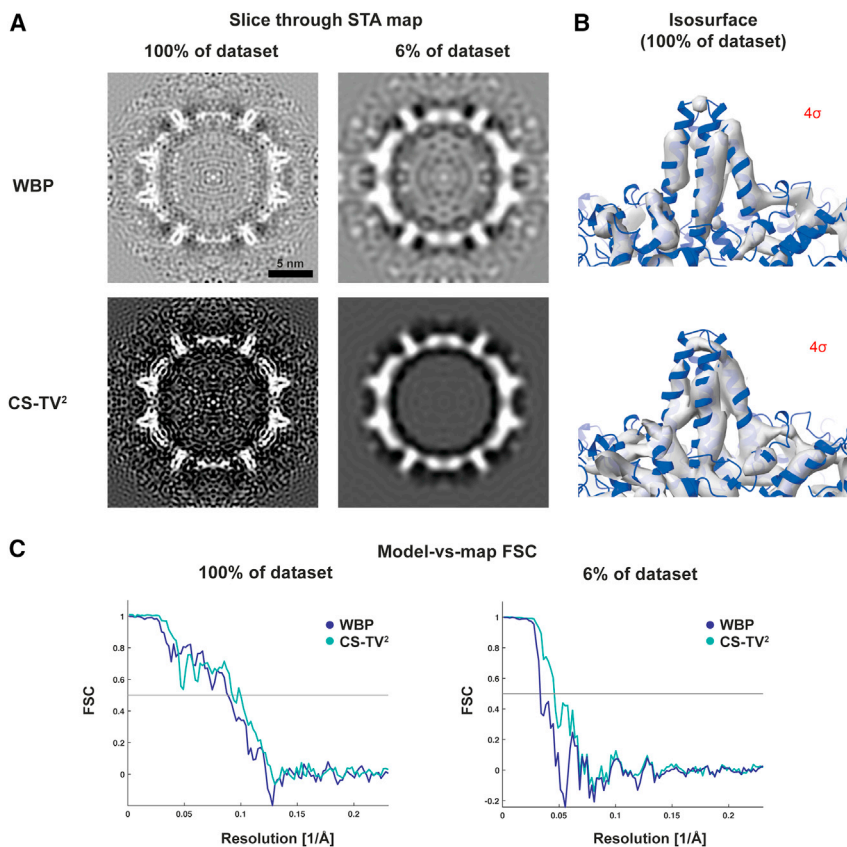 A
Slice through STA map
100% of dataset
6% of dataset
WBP
5 nm
CS-TV²
B
Isosurface
(100% of dataset)
4σ
4σ
C
Model-vs-map FSC
100% of dataset
WBP
CS-TV²
FSC
1
0.8
0.6
0.4
0.2
0
0
0.05
0.1
0.15
0.2
Resolution [1/Å]
6% of dataset
WBP
CS-TV²
FSC
1
0.8
0.6
0.4
0.2
0
-0.2
0
0.05
0.1
0.15
0.2
Resolution [1/Å]